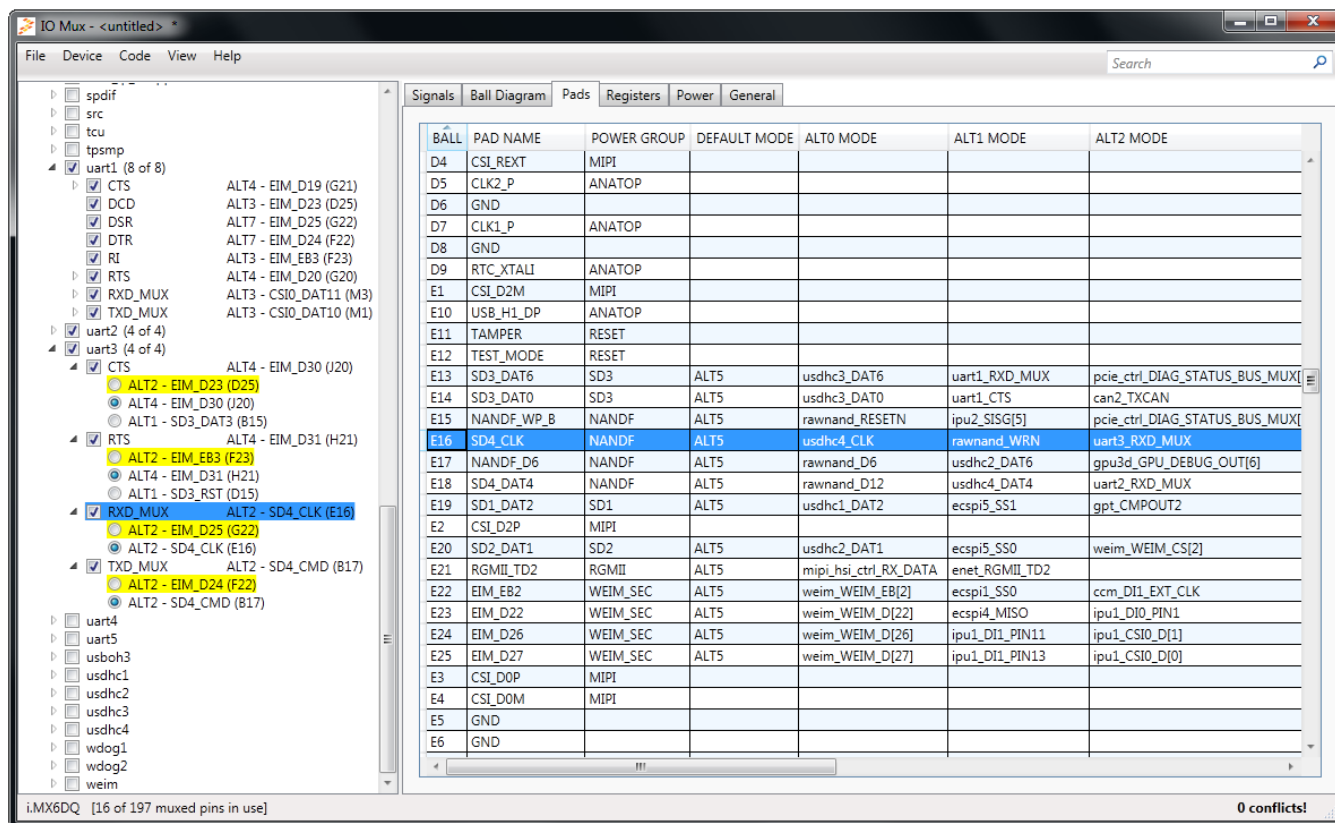 IO Mux - <untitled> *
File Device Code View Help
Search
spdif
src
tcu
tpsmp
uart1 (8 of 8)
CTS ALT4 - EIM_D19 (G21)
DCD ALT3 - EIM_D23 (D25)
DSR ALT7 - EIM_D25 (G22)
DTR ALT7 - EIM_D24 (F22)
RI ALT3 - EIM_EB3 (F23)
RTS ALT4 - EIM_D20 (G20)
RXD_MUX ALT3 - CSI0_DAT11 (M3)
TXD_MUX ALT3 - CSI0_DAT10 (M1)
uart2 (4 of 4)
uart3 (4 of 4)
CTS ALT4 - EIM_D30 (J20)
ALT2 - EIM_D23 (D25)
ALT4 - EIM_D30 (J20)
ALT1 - SD3_DAT3 (B15)
RTS ALT4 - EIM_D31 (H21)
ALT2 - EIM_EB3 (F23)
ALT4 - EIM_D31 (H21)
ALT1 - SD3_RST (D15)
RXD_MUX ALT2 - SD4_CLK (E16)
ALT2 - EIM_D25 (G22)
ALT2 - SD4_CLK (E16)
TXD_MUX ALT2 - SD4_CMD (B17)
ALT2 - EIM_D24 (F22)
ALT2 - SD4_CMD (B17)
uart4
uart5
usboh3
usdhc1
usdhc2
usdhc3
usdhc4
wdog1
wdog2
weim
Signals Ball Diagram Pads Registers Power General
BALL PAD NAME POWER GROUP DEFAULT MODE ALT0 MODE ALT1 MODE ALT2 MODE
D4 CSI_REXT MIPI
D5 CLK2_P ANATOP
D6 GND
D7 CLK1_P ANATOP
D8 GND
D9 RTC_XTALI ANATOP
E1 CSI_D2M MIPI
E10 USB_H1_DP ANATOP
E11 TAMPER RESET
E12 TEST_MODE RESET
E13 SD3_DAT6 SD3 ALT5 usdhc3_DAT6 uart1_RXD_MUX pcie_ctrl_DIAG_STATUS_BUS_MUX[
E14 SD3_DAT0 SD3 ALT5 usdhc3_DAT0 uart1_CTS can2_TXCAN
E15 NANDF_WP_B NANDF ALT5 rawnand_RESETN ipu2_SISG[5] pcie_ctrl_DIAG_STATUS_BUS_MUX[
E16 SD4_CLK NANDF ALT5 usdhc4_CLK rawnand_WRN uart3_RXD_MUX
E17 NANDF_D6 NANDF ALT5 rawnand_D6 usdhc2_DAT6 gpu3d_GPU_DEBUG_OUT[6]
E18 SD4_DAT4 NANDF ALT5 rawnand_D12 usdhc4_DAT4 uart2_RXD_MUX
E19 SD1_DAT2 SD1 ALT5 usdhc1_DAT2 ecspi5_SS1 gpt_CMPOUT2
E2 CSI_D2P MIPI
E20 SD2_DAT1 SD2 ALT5 usdhc2_DAT1 ecspi5_SS0 weim_WEIM_CS[2]
E21 RGMII_TD2 RGMII ALT5 mipi_hsi_ctrl_RX_DATA enet_RGMII_TD2
E22 EIM_EB2 WEIM_SEC ALT5 weim_WEIM_EB[2] ecspi1_SS0 ccm_DI1_EXT_CLK
E23 EIM_D22 WEIM_SEC ALT5 weim_WEIM_D[22] ecspi4_MISO ipu1_DI0_PIN1
E24 EIM_D26 WEIM_SEC ALT5 weim_WEIM_D[26] ipu1_DI1_PIN11 ipu1_CSI0_D[1]
E25 EIM_D27 WEIM_SEC ALT5 weim_WEIM_D[27] ipu1_DI1_PIN13 ipu1_CSI0_D[0]
E3 CSI_D0P MIPI
E4 CSI_D0M MIPI
E5 GND
E6 GND
i.MX6DQ [16 of 197 muxed pins in use] 0 conflicts!